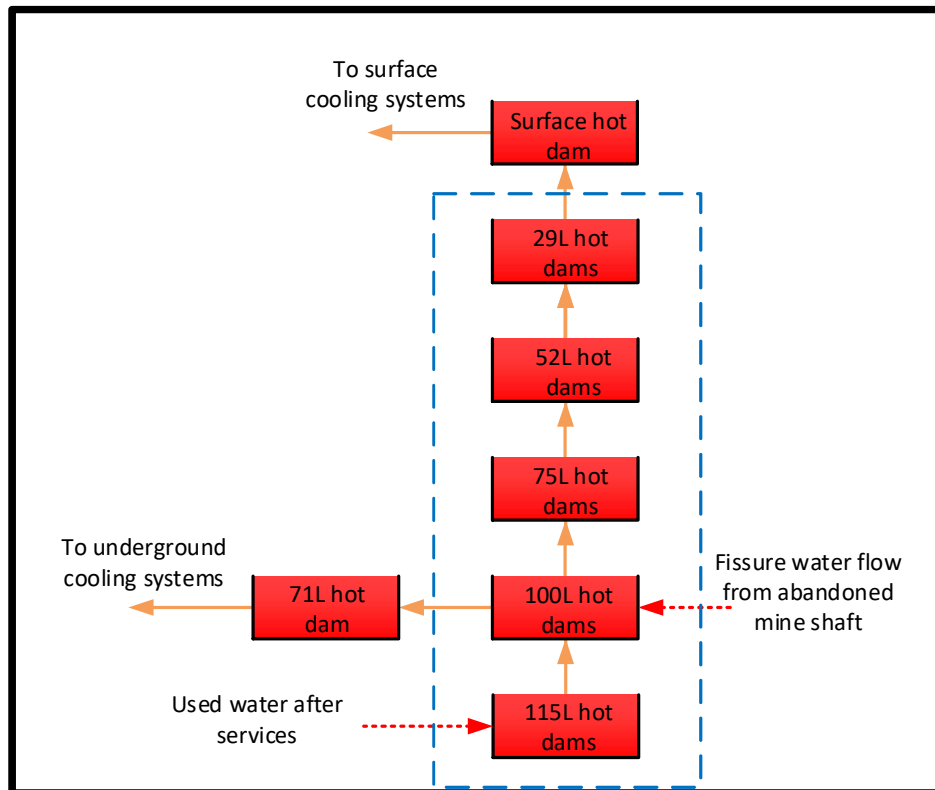 To surface
cooling systems
Surface hot
dam
29L hot
dams
52L hot
dams
75L hot
dams
To underground
cooling systems
71L hot
dam
100L hot
dams
Fissure water flow
from abandoned
mine shaft
Used water after
services
115L hot
dams